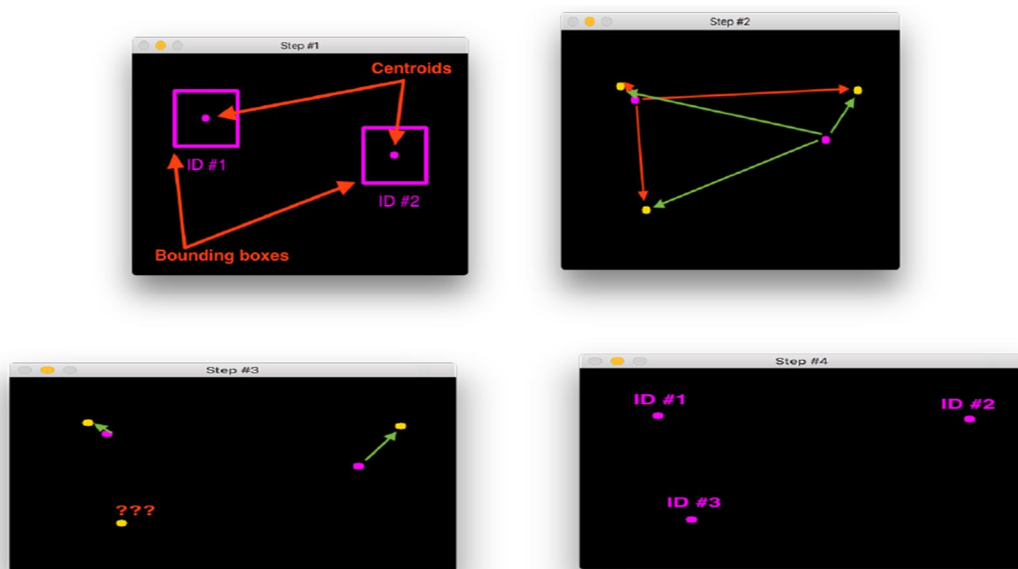 Step #1
Centroids
ID #1
ID #2
Bounding boxes
Step #2
Step #3
???
Step #4
ID #1
ID #2
ID #3